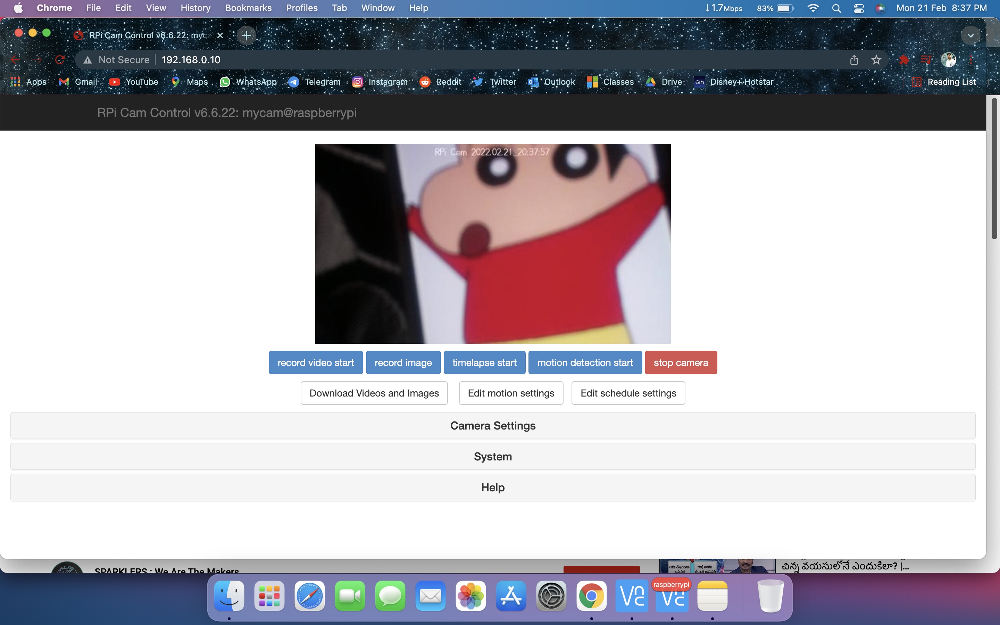 Chrome File Edit View History Bookmarks Profiles Tab Window Help ↓1.7Mbps 83% Mon 21 Feb 8:37 PM
RPi Cam Control v6.6.22: myca
Not Secure 192.168.0.10
Apps Gmail YouTube Maps WhatsApp Telegram Instagram Reddit Twitter Outlook Classes Drive Disney+ Hotstar Reading List
RPi Cam Control v6.6.22: mycam@raspberrypi
RPi Cam 2022.02.21_20:37:57
record video start record image timelapse start motion detection start stop camera
Download Videos and Images Edit motion settings Edit schedule settings
Camera Settings
System
Help
SPARKLERS : We Are The Makers
చిన్న వయసులోనే ఎందుకిలా? |...
raspberrypi